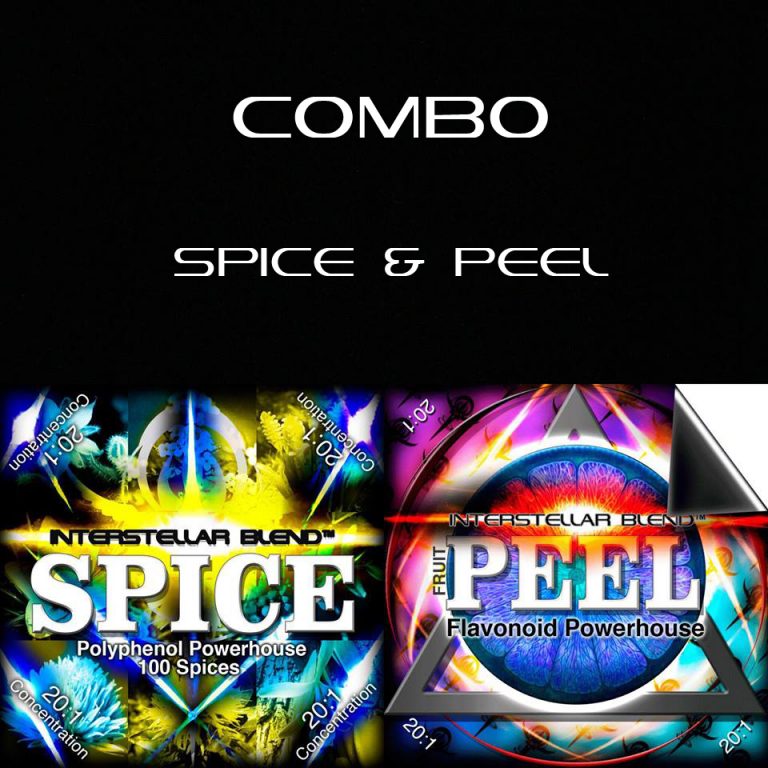 COMBO
SPICE & PEEL
20:1
Concentration
20:1
Concentration
INTERSTELLAR BLEND™
SPICE
Polyphenol Powerhouse
100 Spices
20:1
Concentration
20:1
Concentration
20:1
INTERSTELLAR BLEND™
FRUIT
PEEL
Flavonoid Powerhouse
20:1
20:1